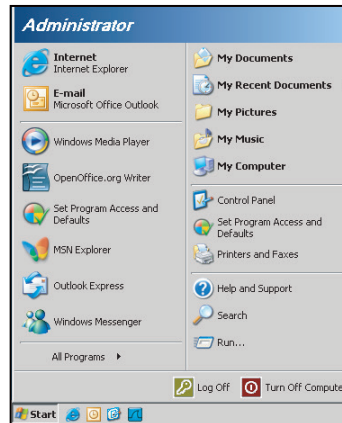 Administrator
Internet
Internet Explorer
E-mail
Microsoft Office Outlook
Windows Media Player
OpenOffice.org Writer
Set Program Access and
Defaults
MSN Explorer
Outlook Express
Windows Messenger
All Programs
My Documents
My Recent Documents
My Pictures
My Music
My Computer
Control Panel
Set Program Access and
Defaults
Printers and Faxes
Help and Support
Search
Run...
Log Off
Turn Off Compute
Start